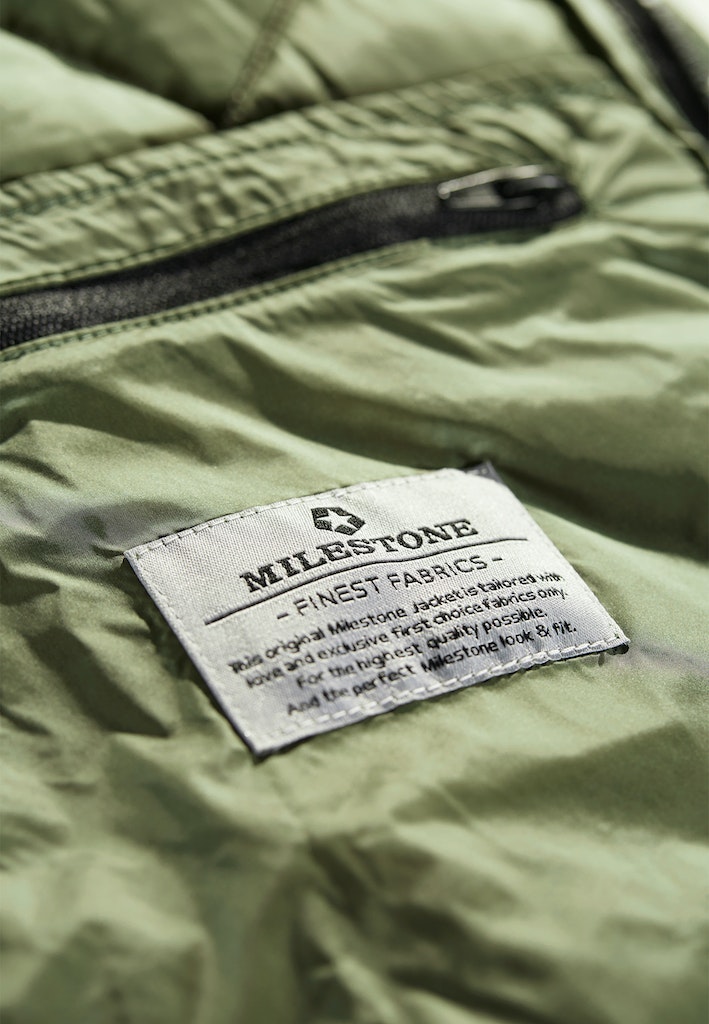 MILESTONE
- FINEST FABRICS -
This original Milestone Jacket is tailored with
love and exclusive first choice fabrics only.
For the highest quality possible.
And the perfect Milestone look & fit.